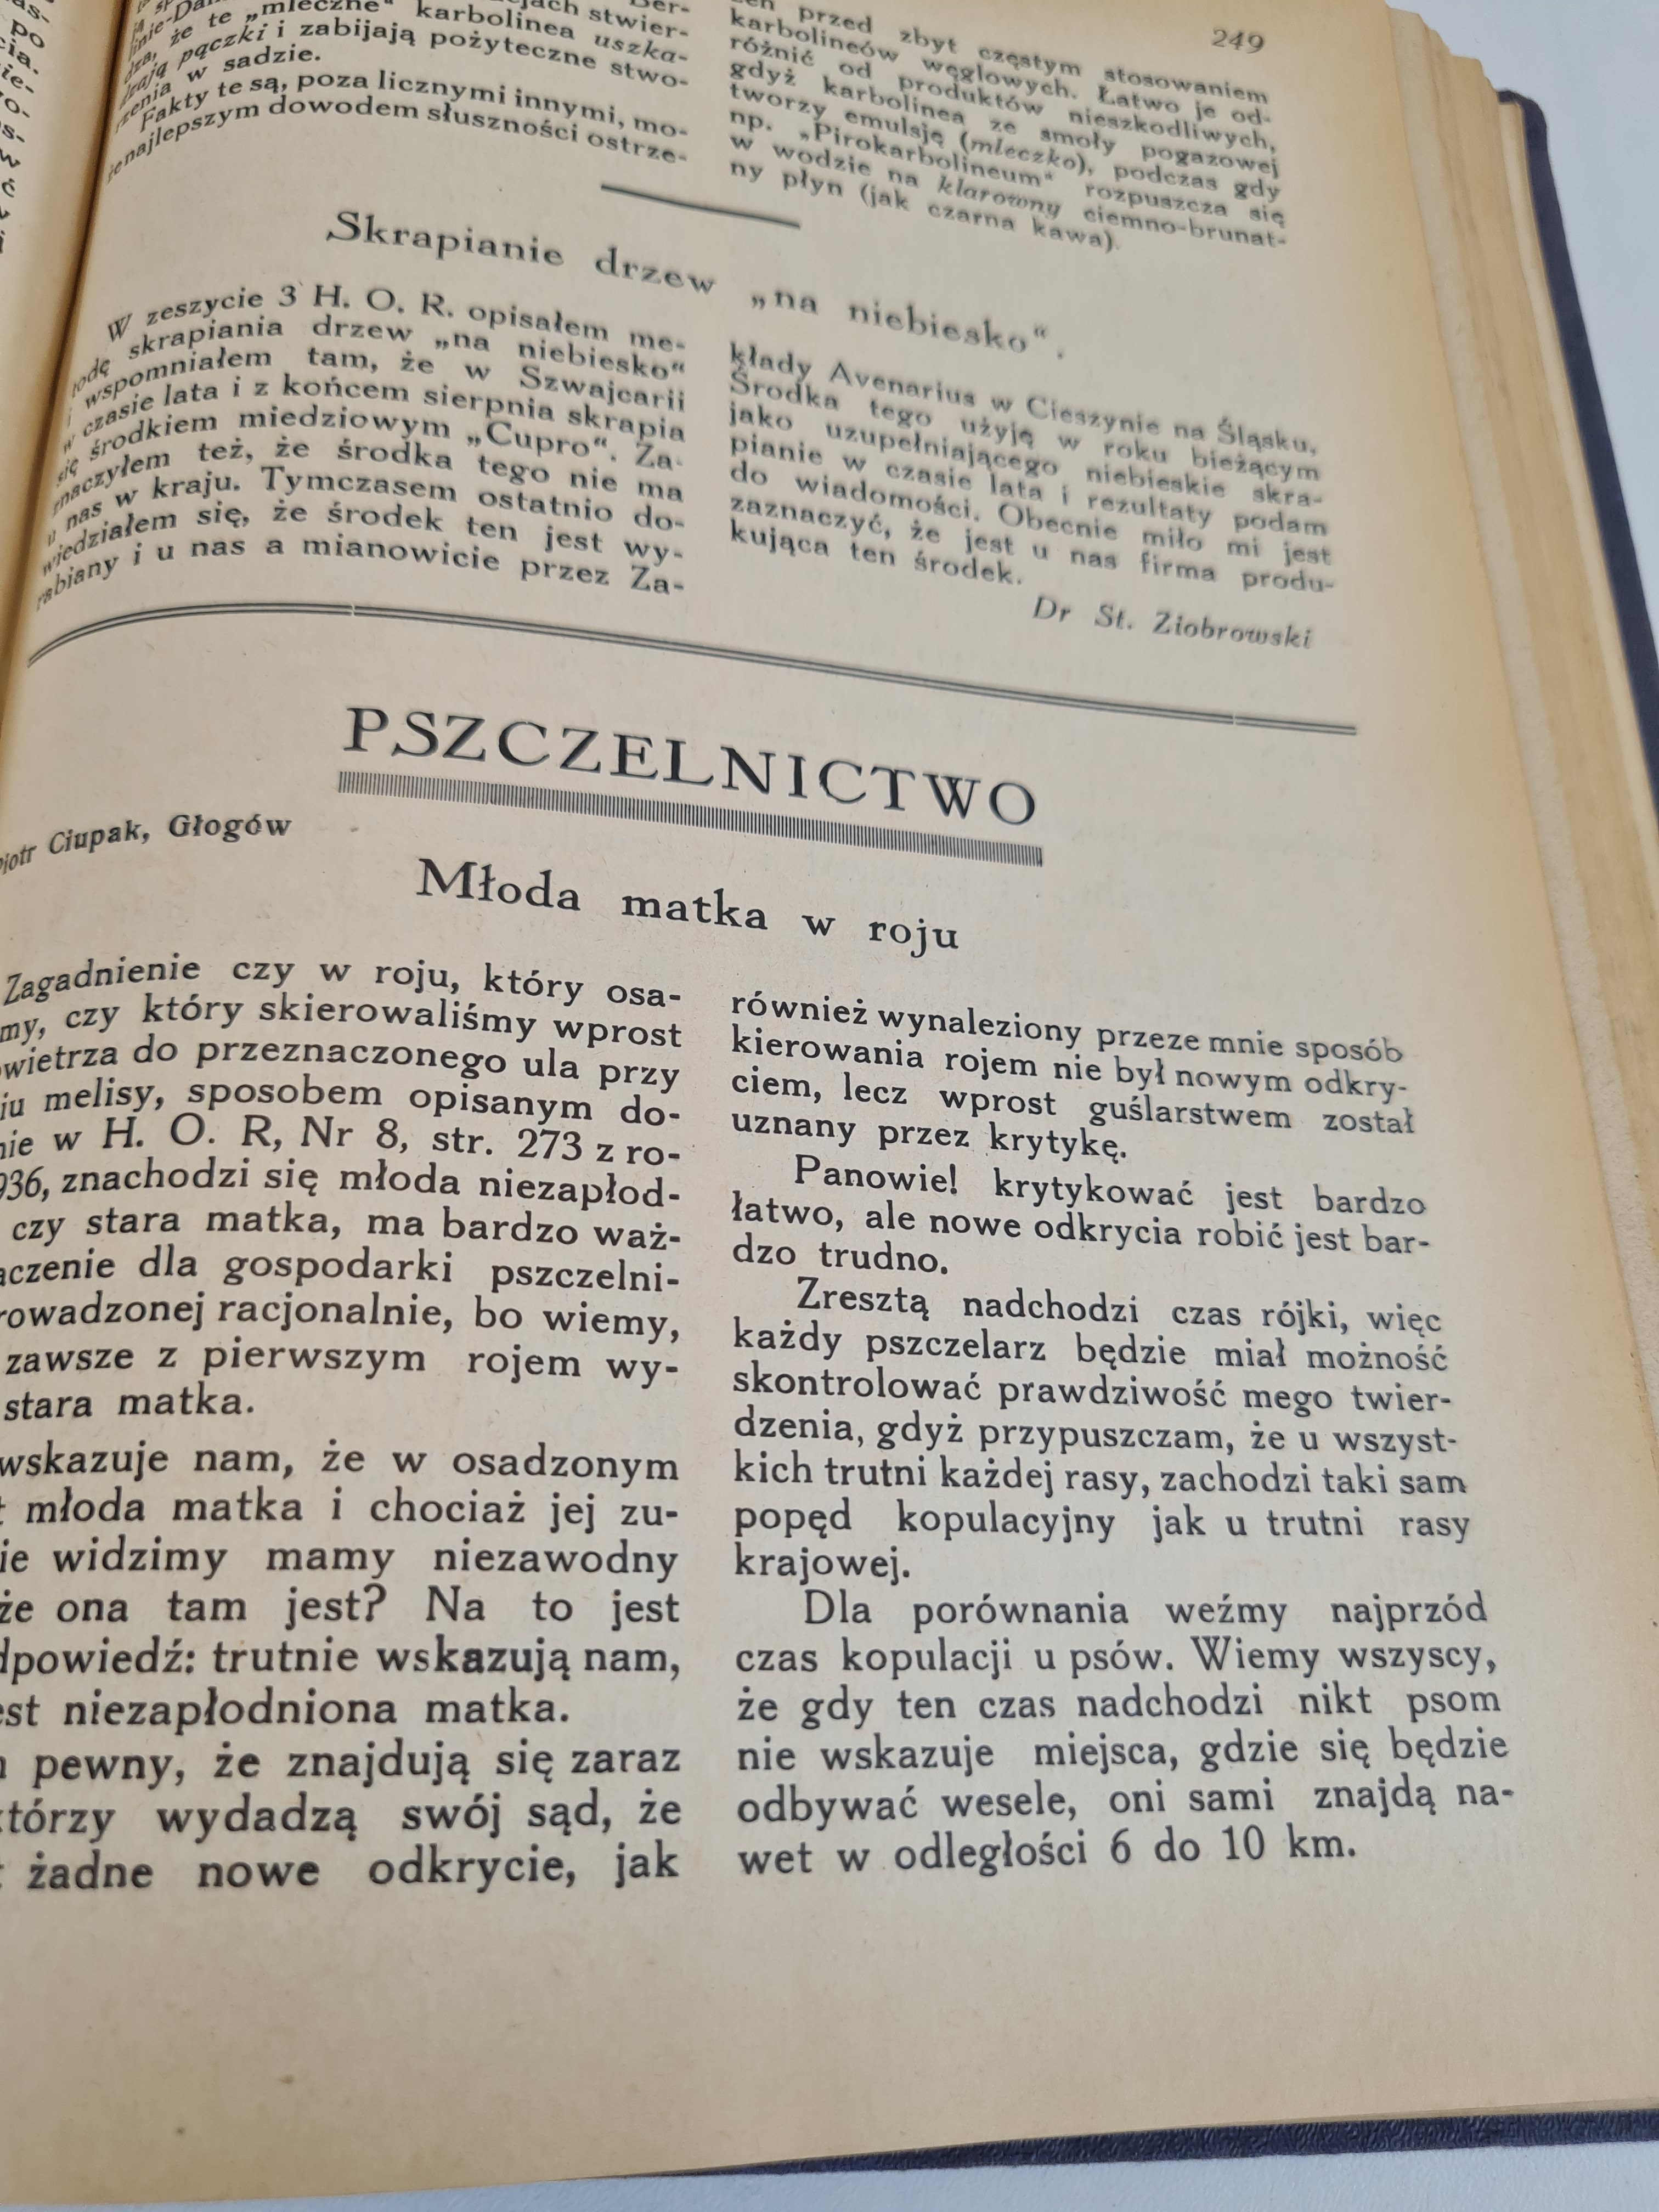 249
karbolinea uszka-
dzają pączki i zabijają pożyteczne stwo-
rzenia w sadzie.
Fakty te są, poza licznymi innymi, mo-
że najlepszym dowodem słuszności ostrze-
przed zbyt częstym stosowaniem
karbolineów węglowych. Łatwo je od-
różnić od produktów nieszkodliwych,
gdyż karbolinea ze smoły pogazowej
tworzy emulsję (mleczko), podczas gdy
np. „Pirokarbolineum" rozpuszcza się
w wodzie na klarowny ciemno-brunat-
ny płyn (jak czarna kawa).
Skrapianie drzew „na niebiesko".
W zeszycie 3 H. O. R. opisałem me-
todę skrapiania drzew „na niebiesko"
i wspomniałem tam, że w Szwajcarii
w czasie lata i z końcem sierpnia skrapia
się środkiem miedziowym „Cupro". Za-
znaczyłem też, że środka tego nie ma
u nas w kraju. Tymczasem ostatnio do-
wiedziałem się, że środek ten jest wy-
rabiany i u nas a mianowicie przez Za-
kłady Avenarius w Cieszynie na Śląsku.
Środka tego użyję w roku bieżącym
jako uzupełniającego niebieskie skra-
pianie w czasie lata i rezultaty podam
do wiadomości. Obecnie miło mi jest
zaznaczyć, że jest u nas firma produ-
kująca ten środek.
Dr St. Ziobrowski
PSZCZELNICTWO
Piotr Ciupak, Głogów
Młoda matka w roju
Zagadnienie czy w roju, który osa-
my, czy który skierowaliśmy wprost
wietrza do przeznaczonego ula przy
iu melisy, sposobem opisanym do-
nie w H. O. R, Nr 8, str. 273 z ro-
936, znachodzi się młoda niezapłod-
czy stara matka, ma bardzo waż-
aczenie dla gospodarki pszczelni-
rowadzonej racjonalnie, bo wiemy,
zawsze z pierwszym rojem wy-
stara matka.
wskazuje nam, że w osadzonym
t młoda matka i chociaż jej zu-
ie widzimy mamy niezawodny
że ona tam jest? Na to jest
dpowiedź: trutnie wskazują nam,
est niezapłodniona matka.
pewny, że znajdują się zaraz
którzy wydadzą swój sąd, że
żadne nowe odkrycie, jak
również wynaleziony przeze mnie sposób
kierowania rojem nie był nowym odkry-
ciem, lecz wprost guślarstwem został
uznany przez krytykę.
Panowie! krytykować jest bardzo
łatwo, ale nowe odkrycia robić jest bar-
dzo trudno.
Zresztą nadchodzi czas rójki, więc
każdy pszczelarz będzie miał możność
skontrolować prawdziwość mego twier-
dzenia, gdyż przypuszczam, że u wszyst-
kich trutni każdej rasy, zachodzi taki sam
popęd kopulacyjny jak u trutni rasy
krajowej.
Dla porównania weźmy najprzód
czas kopulacji u psów. Wiemy wszyscy,
że gdy ten czas nadchodzi nikt psom
nie wskazuje miejsca, gdzie się będzie
odbywać wesele, oni sami znajdą na-
wet w odległości 6 do 10 km.